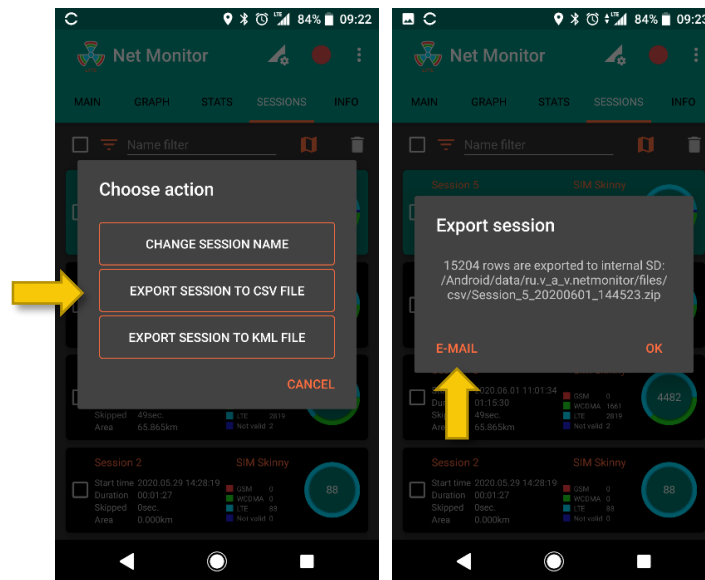 LTE 84% 09:22
Net Monitor
LITE
MAIN GRAPH STATS SESSIONS INFO
Name filter
Choose action
CHANGE SESSION NAME
EXPORT SESSION TO CSV FILE
EXPORT SESSION TO KML FILE
CANCEL
Skipped 49sec. LTE 2819
Area 65.865km Not valid 2
Session 2 SIM Skinny
Start time 2020.05.29 14:28:19 GSM 0
Duration 00:01:27 WCDMA 0
Skipped 0sec. LTE 88
Area 0.000km Not valid 0
88
LTE 84% 09:23
Net Monitor
LITE
MAIN GRAPH STATS SESSIONS INFO
Name filter
Session 5 SIM Skinny
Export session
15204 rows are exported to internal SD:
/Android/data/ru.v_a_v.netmonitor/files/
csv/Session_5_20200601_144523.zip
E-MAIL OK
2020.06.01 11:01:34 GSM 0
01:15:30 WCDMA 1661
49sec. LTE 2819
Area 65.865km Not valid 2
4482
Session 2 SIM Skinny
Start time 2020.05.29 14:28:19 GSM 0
Duration 00:01:27 WCDMA 0
Skipped 0sec. LTE 88
Area 0.000km Not valid 0
88